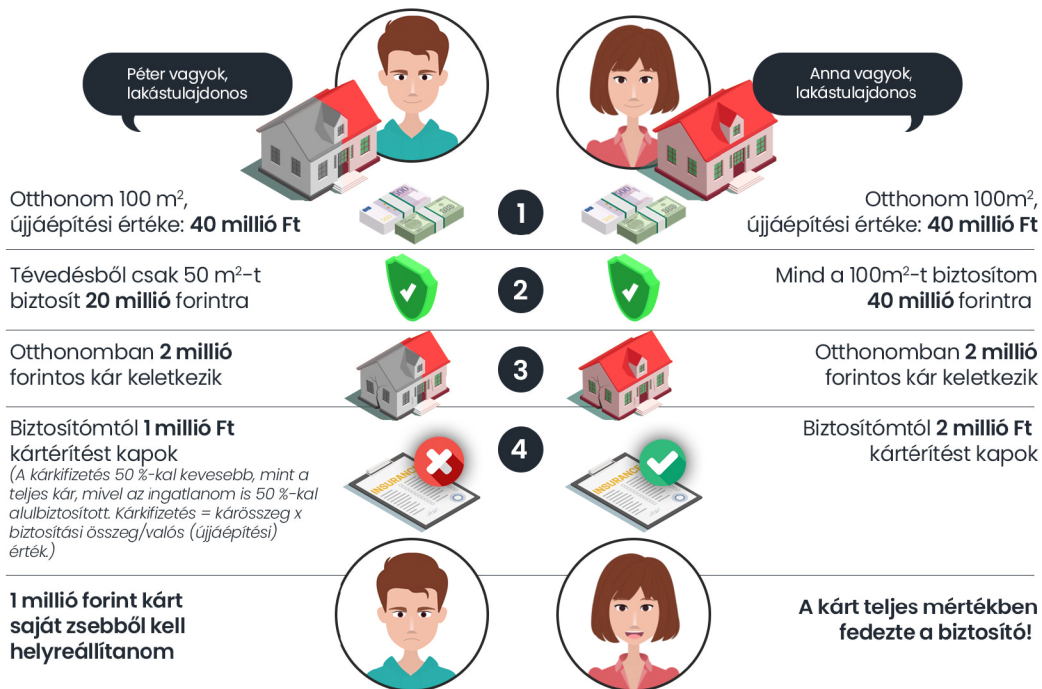 Péter vagyok,
lakástulajdonos
Anna vagyok,
lakástulajdonos
Otthonom 100 m²,
újjáépítési értéke: 40 millió Ft
1
Otthonom 100m²,
újjáépítési értéke: 40 millió Ft
Tévedésből csak 50 m²-t
biztosít 20 millió forintra
2
Mind a 100m²-t biztosítom
40 millió forintra
Otthonomban 2 millió
forintos kár keletkezik
3
Otthonomban 2 millió
forintos kár keletkezik
Biztosítómtól 1 millió Ft
kártérítést kapok
(A kárkifizetés 50 %-kal kevesebb, mint a
teljes kár, mivel az ingatlanom is 50 %-kal
alulbiztosított. Kárkifizetés = kárösszeg x
biztosítási összeg/valós (újjáépítési)
érték.)
INSURANCE
4
INSURANCE
Biztosítómtól 2 millió Ft
kártérítést kapok
1 millió forint kárt
saját zsebből kell
helyreállítanom
A kárt teljes mértékben
fedezte a biztosító!